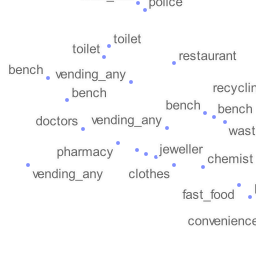 police
toilet
toilet
restaurant
bench
vending_any
bench
recyclin
bench
bench
doctors
vending_any
wast
pharmacy
jeweller
chemist
vending_any
clothes
fast_food
convenience